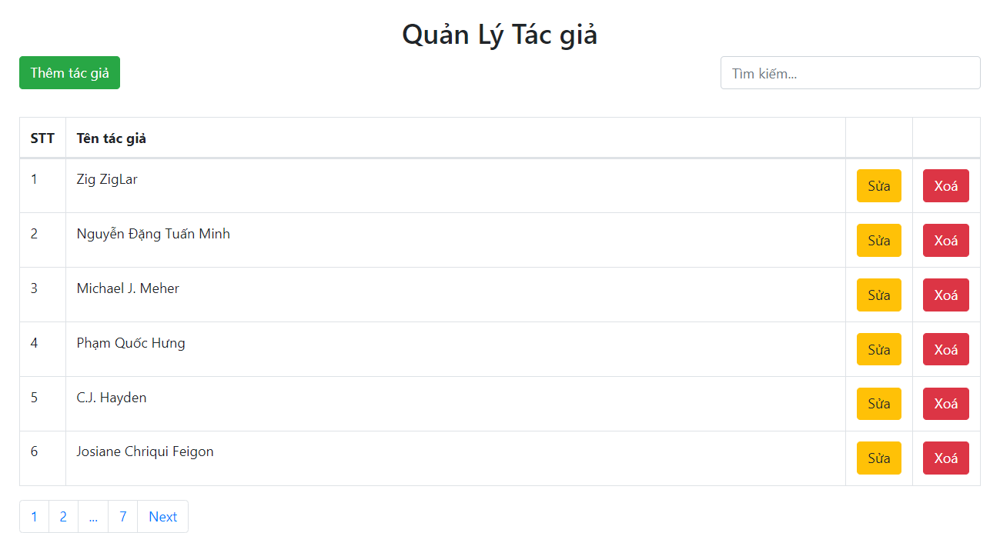 Quản Lý Tác giả
Thêm tác giả
Tìm kiếm...
STT Tên tác giả
1 Zig ZigLar Sửa Xoá
2 Nguyễn Đặng Tuấn Minh Sửa Xoá
3 Michael J. Meher Sửa Xoá
4 Phạm Quốc Hưng Sửa Xoá
5 C.J. Hayden Sửa Xoá
6 Josiane Chriqui Feigon Sửa Xoá
1 2 ... 7 Next